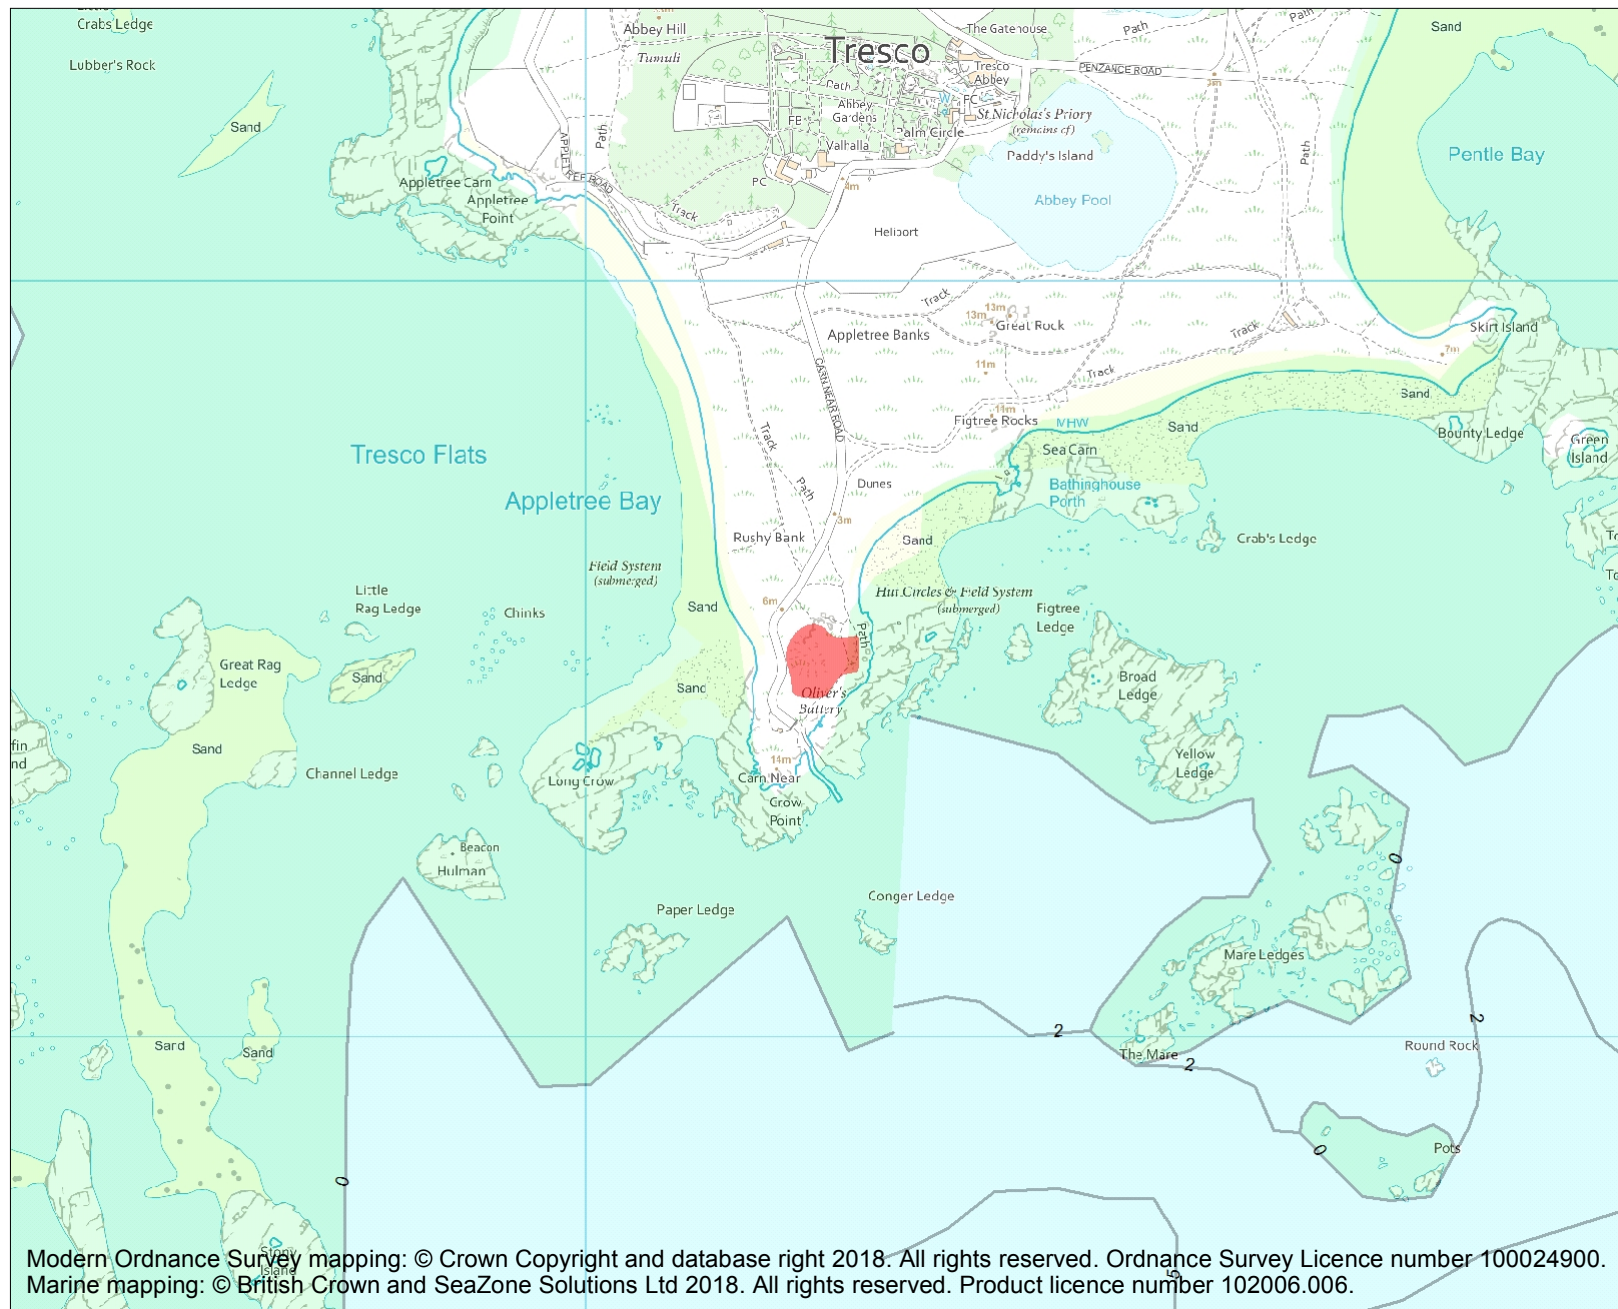 Crabs Ledge
Lubber's Rock
Sand
Abbey Hill
Tumuli
Tresco
The Gatehouse
Path
Path
Sand
PENZANCE ROAD
Tresco
Abbey
FC
W
Path
Abbey
Gardens
FB
Palm Circle
Valhalla
PC
St Nicholas's Priory
(remains of)
Paddy's Island
Abbey Pool
Pentle Bay
Path
Path
APPLETREE ROAD
Appletree Carn
Appletree
Point
Track
4m
Heliport
Track
13m
13m
Great Rock
11m
Appletree Banks
Track
Track
Skirt Island
7m
CARN NEAR ROAD
11m
Figtree Rocks
MHW
Sand
Sand
Bounty Ledge
Green
Island
Sea Carn
Bathinghouse
Porth
Tresco Flats
Appletree Bay
Track
Path
Dunes
3m
Rushy Bank
Sand
Crab's Ledge
Field System
(submerged)
Hut Circles & Field System
(submerged)
Little
Rag Ledge
Chinks
Sand
6m
Path
Figtree
Ledge
Great Rag
Ledge
Sand
Sand
Oliver's
Battery
Broad
Ledge
Sand
Channel Ledge
Long Crow
14m
Carn Near
Crow
Point
Yellow
Ledge
Beacon
Hulman
0
Paper Ledge
Conger Ledge
Mare Ledges
Sand
Sand
2
2
The Mare
2
Round Rock
0
Pots
0
Stony
Island
5
Modern Ordnance Survey mapping: © Crown Copyright and database right 2018. All rights reserved. Ordnance Survey Licence number 100024900.
Marine mapping: © British Crown and SeaZone Solutions Ltd 2018. All rights reserved. Product licence number 102006.006.